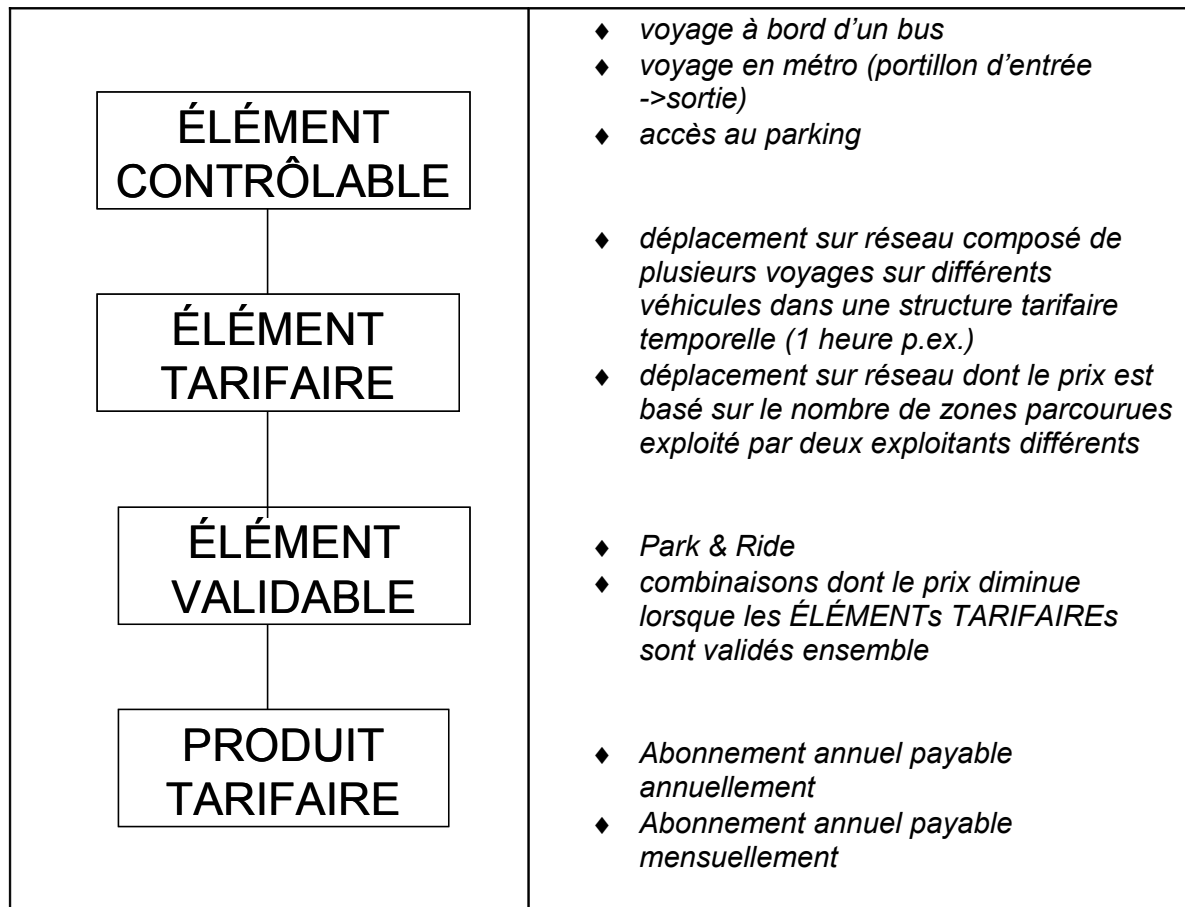 ÉLÉMENT
CONTRÔLABLE
♦ voyage à bord d’un bus
♦ voyage en métro (portillon d’entrée
->sortie)
♦ accès au parking
ÉLÉMENT
TARIFAIRE
♦ déplacement sur réseau composé de
plusieurs voyages sur différents
véhicules dans une structure tarifaire
temporelle (1 heure p.ex.)
♦ déplacement sur réseau dont le prix est
basé sur le nombre de zones parcourues
exploité par deux exploitants différents
ÉLÉMENT
VALIDABLE
♦ Park & Ride
♦ combinaisons dont le prix diminue
lorsque les ÉLÉMENTs TARIFAIREs
sont validés ensemble
PRODUIT
TARIFAIRE
♦ Abonnement annuel payable
annuellement
♦ Abonnement annuel payable
mensuellement